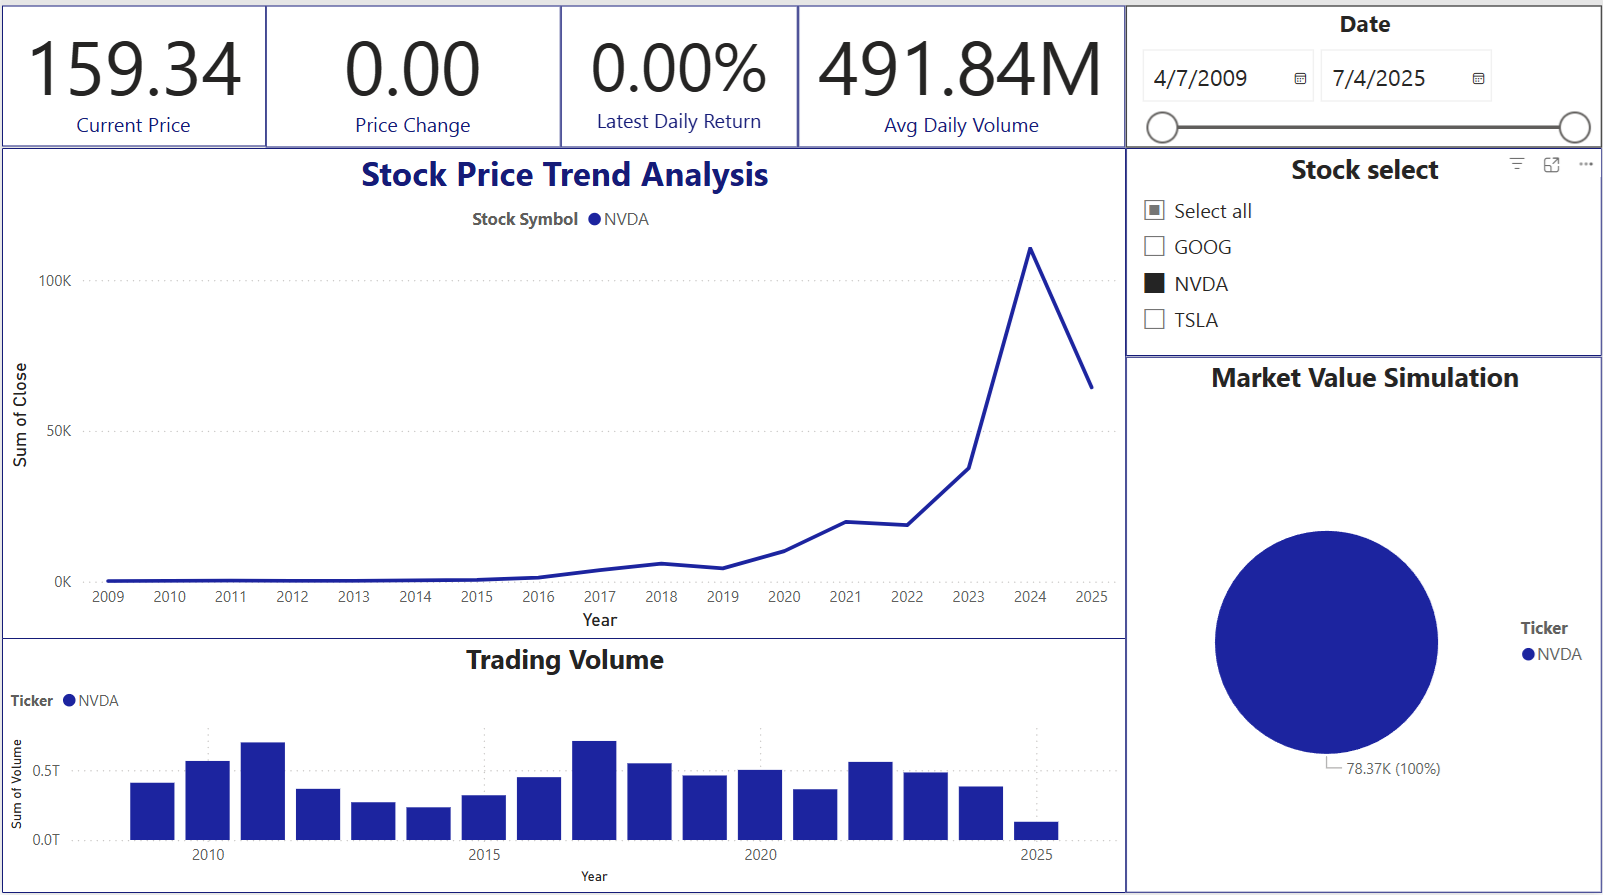 159.34
Current Price
0.00
Price Change
0.00%
Latest Daily Return
491.84M
Avg Daily Volume
Date
4/7/2009
7/4/2025
Stock Price Trend Analysis
Stock Symbol NVDA
100K
50K
0K
Sum of Close
2009 2010 2011 2012 2013 2014 2015 2016 2017 2018 2019 2020 2021 2022 2023 2024 2025
Year
Stock select
Select all
GOOG
NVDA
TSLA
Trading Volume
Ticker NVDA
0.5T
0.0T
Sum of Volume
2010 2015 2020 2025
Year
Market Value Simulation
Ticker
NVDA
78.37K (100%)